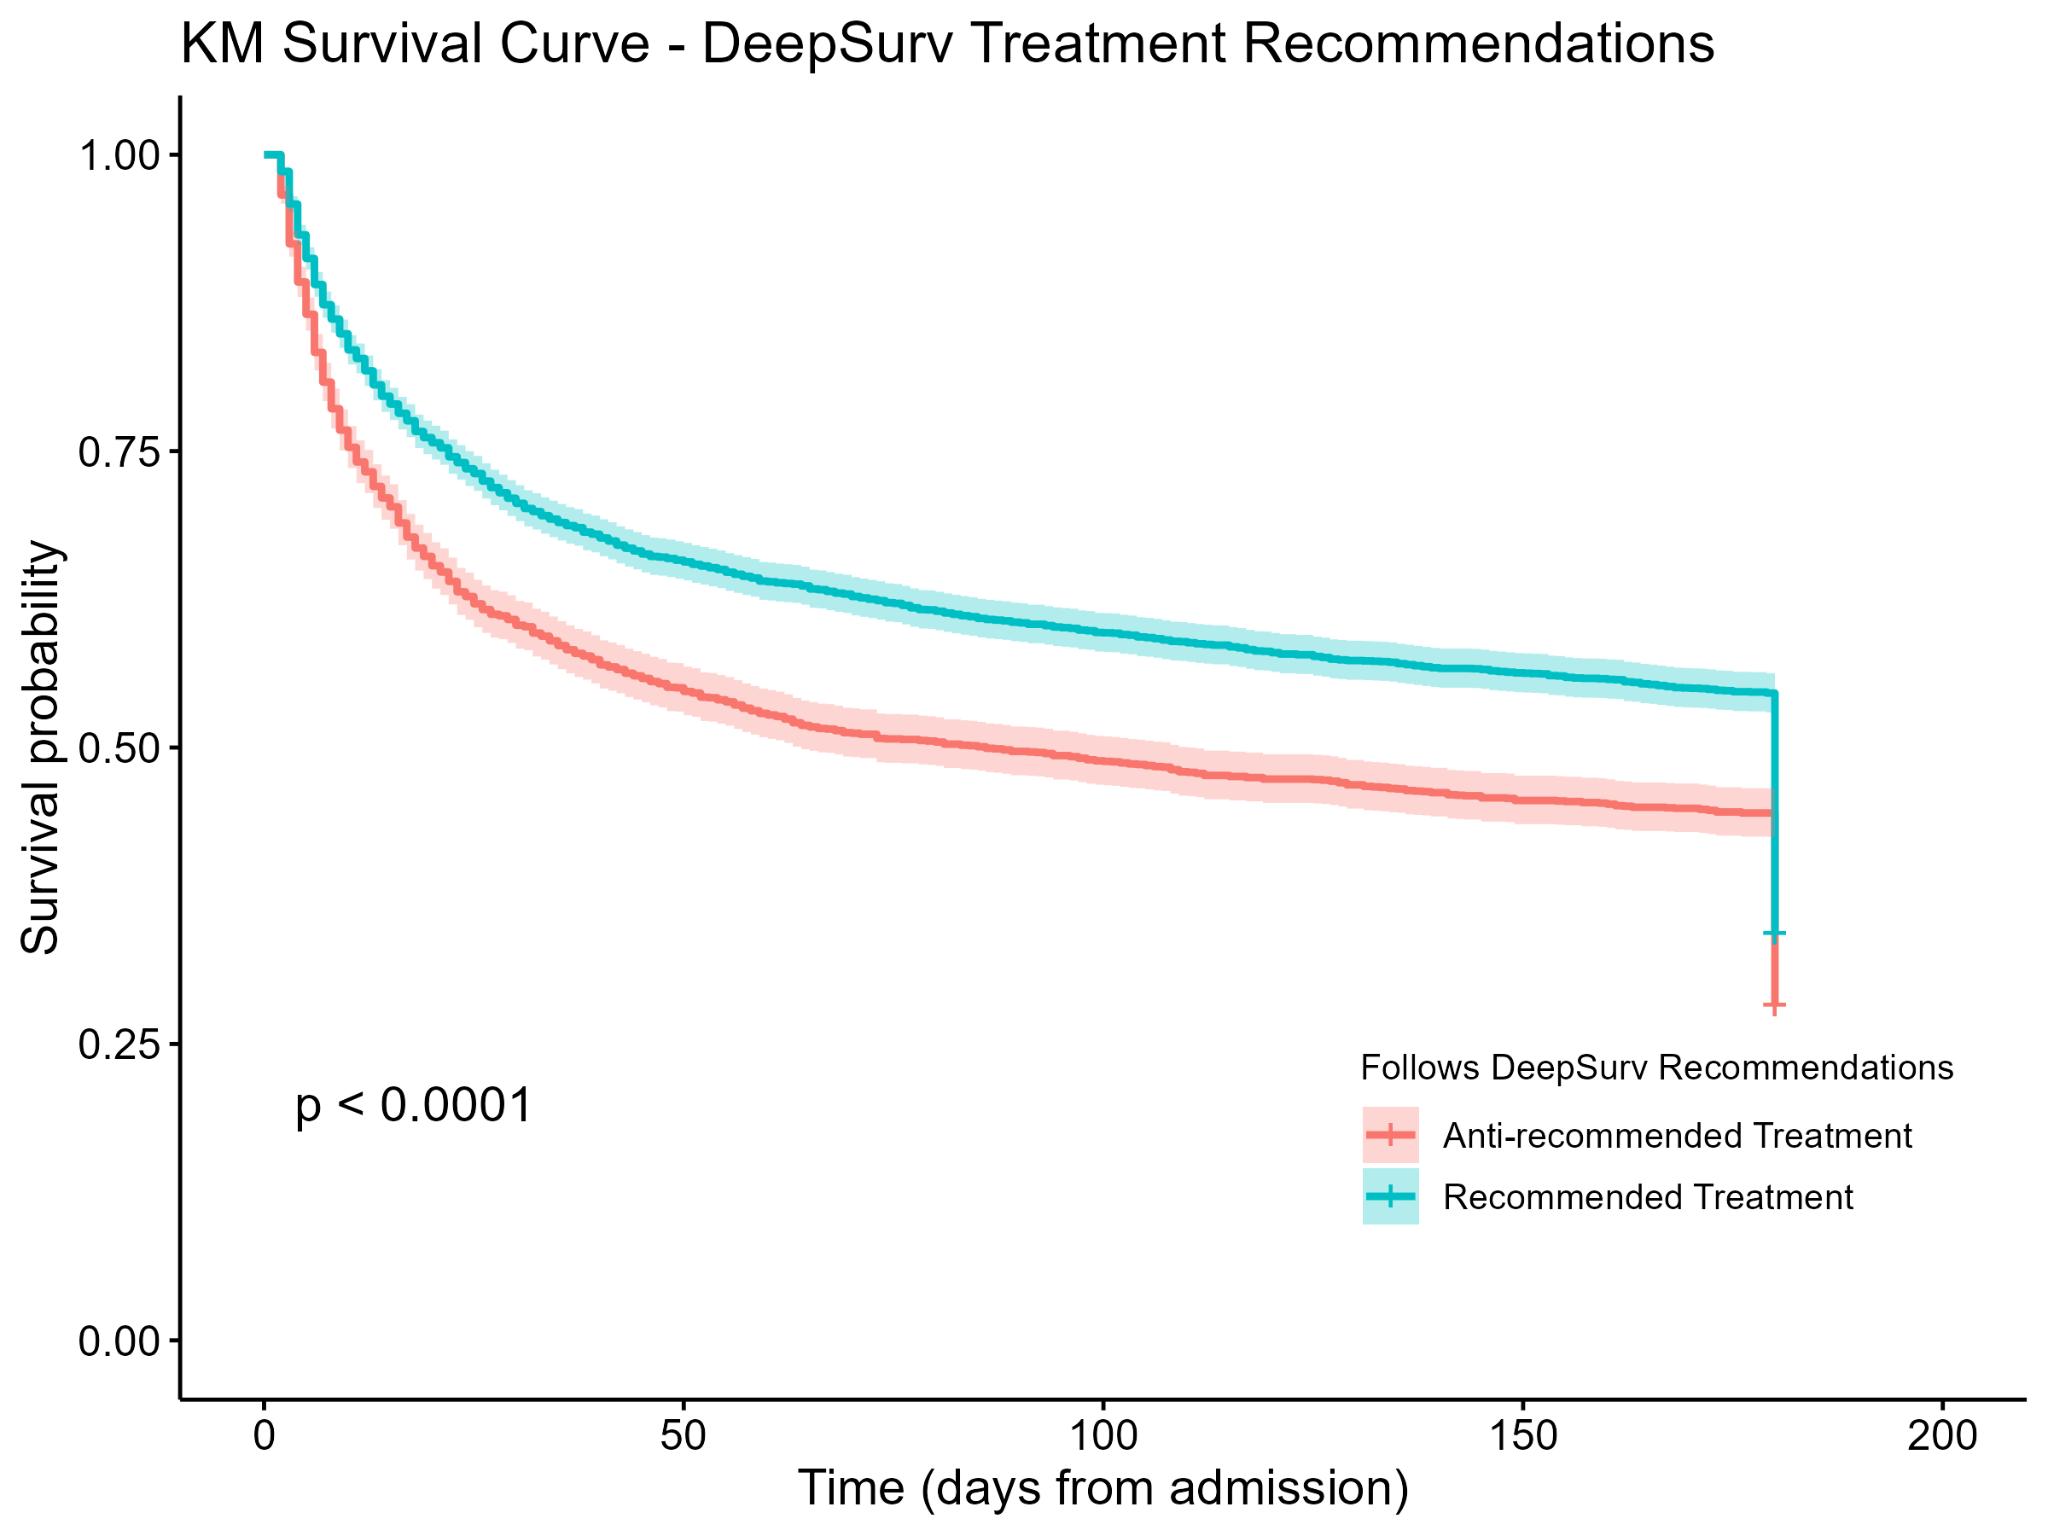 KM Survival Curve - DeepSurv Treatment Recommendations
Survival probability
1.00
0.75
0.50
0.25
0.00
p < 0.0001
Follows DeepSurv Recommendations
Anti-recommended Treatment
Recommended Treatment
0 50 100 150 200
Time (days from admission)